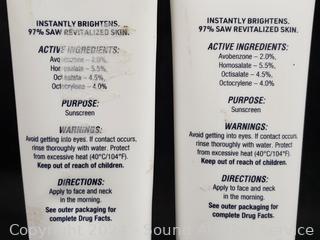 INSTANTLY BRIGHTENS.
97% SAW REVITALIZED SKIN.
ACTIVE INGREDIENTS:
Avobenzone – 2.0%,
Homosalate – 5.5%,
Octisalate – 4.5%,
Octocrylene – 4.0%
PURPOSE:
Sunscreen
WARNINGS:
Avoid getting into eyes. If contact occurs,
rinse thoroughly with water. Protect
from excessive heat (40°C/104°F).
Keep out of reach of children.
DIRECTIONS:
Apply to face and neck
in the morning.
See outer packaging for
complete Drug Facts.
INSTANTLY BRIGHTENS.
97% SAW REVITALIZED SKIN.
ACTIVE INGREDIENTS:
Avobenzone – 2.0%,
Homosalate – 5.5%,
Octisalate – 4.5%,
Octocrylene – 4.0%
PURPOSE:
Sunscreen
WARNINGS:
Avoid getting into eyes. If contact occurs,
rinse thoroughly with water. Protect
from excessive heat (40°C/104°F).
Keep out of reach of children.
DIRECTIONS:
Apply to face and neck
in the morning.
See outer packaging for
complete Drug Facts.